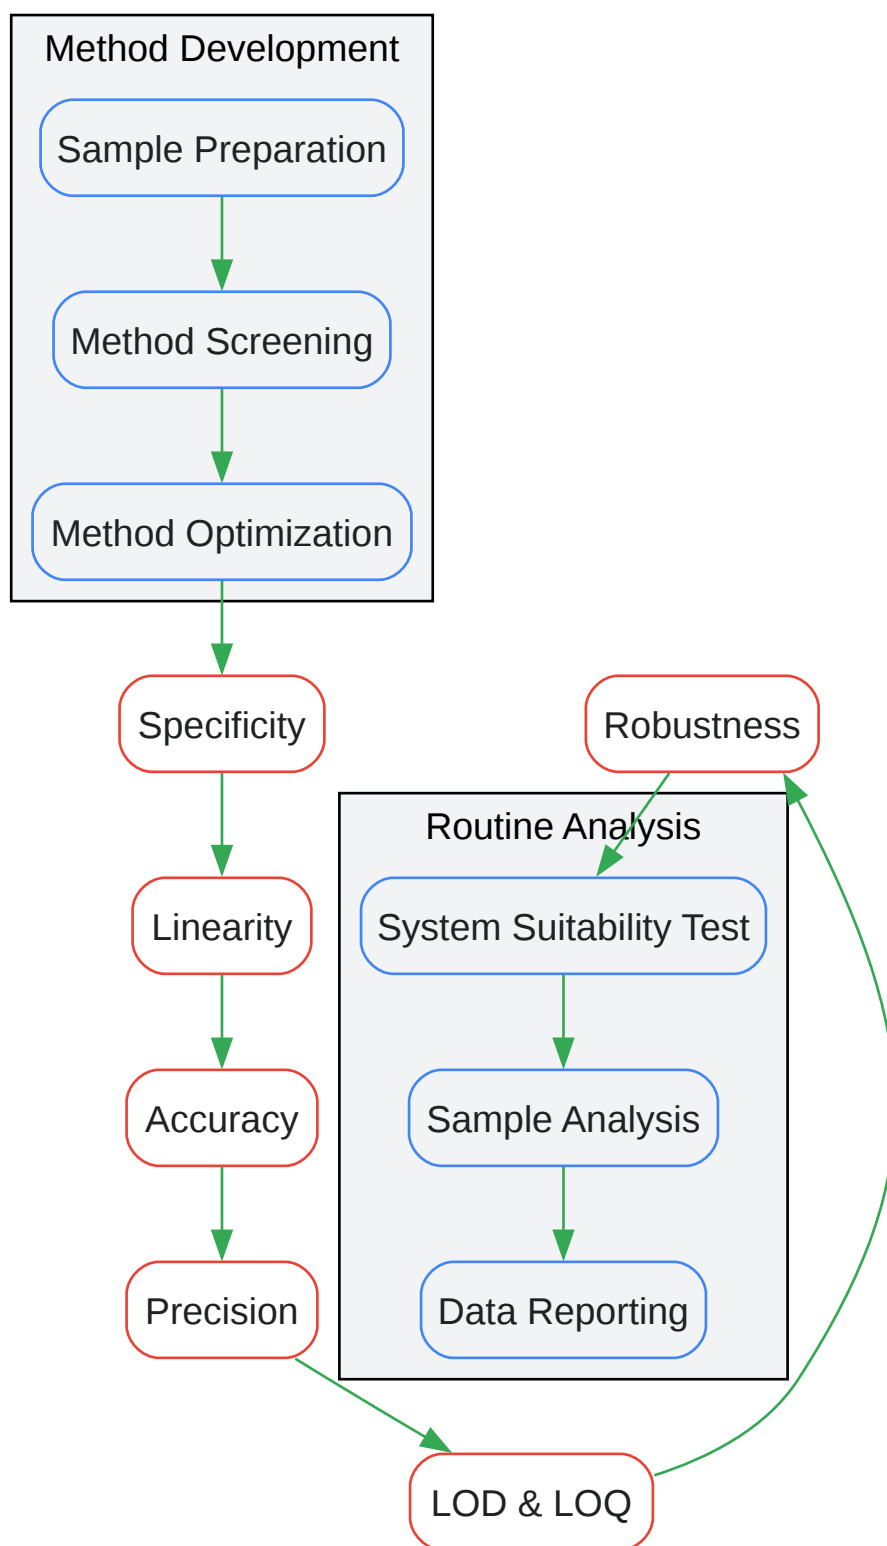 Method Development
Sample Preparation
Method Screening
Method Optimization
Specificity
Linearity
Accuracy
Precision
LOD & LOQ
Robustness
Routine Analysis
System Suitability Test
Sample Analysis
Data Reporting